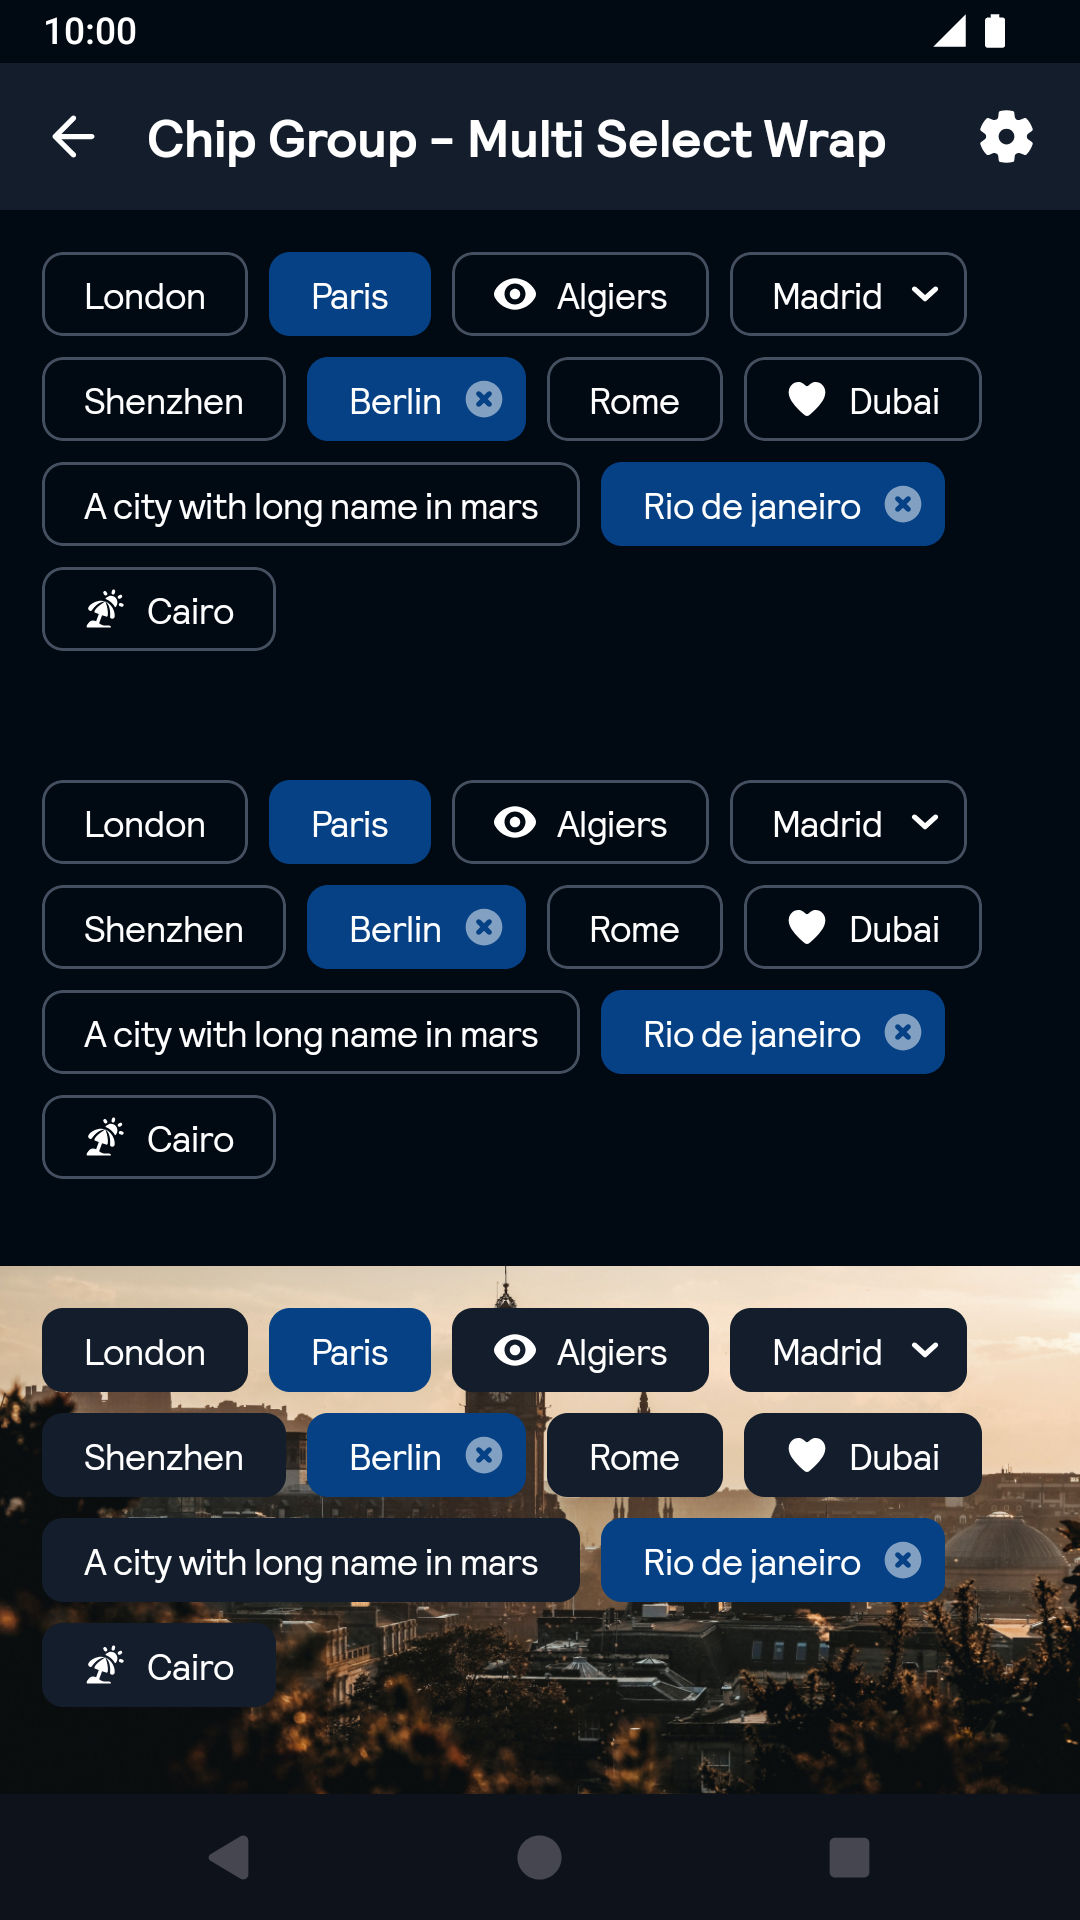 10:00
Chip Group - Multi Select Wrap
London Paris Algiers Madrid
Shenzhen Berlin Rome Dubai
A city with long name in mars Rio de janeiro
Cairo
London Paris Algiers Madrid
Shenzhen Berlin Rome Dubai
A city with long name in mars Rio de janeiro
Cairo
London Paris Algiers Madrid
Shenzhen Berlin Rome Dubai
A city with long name in mars Rio de janeiro
Cairo